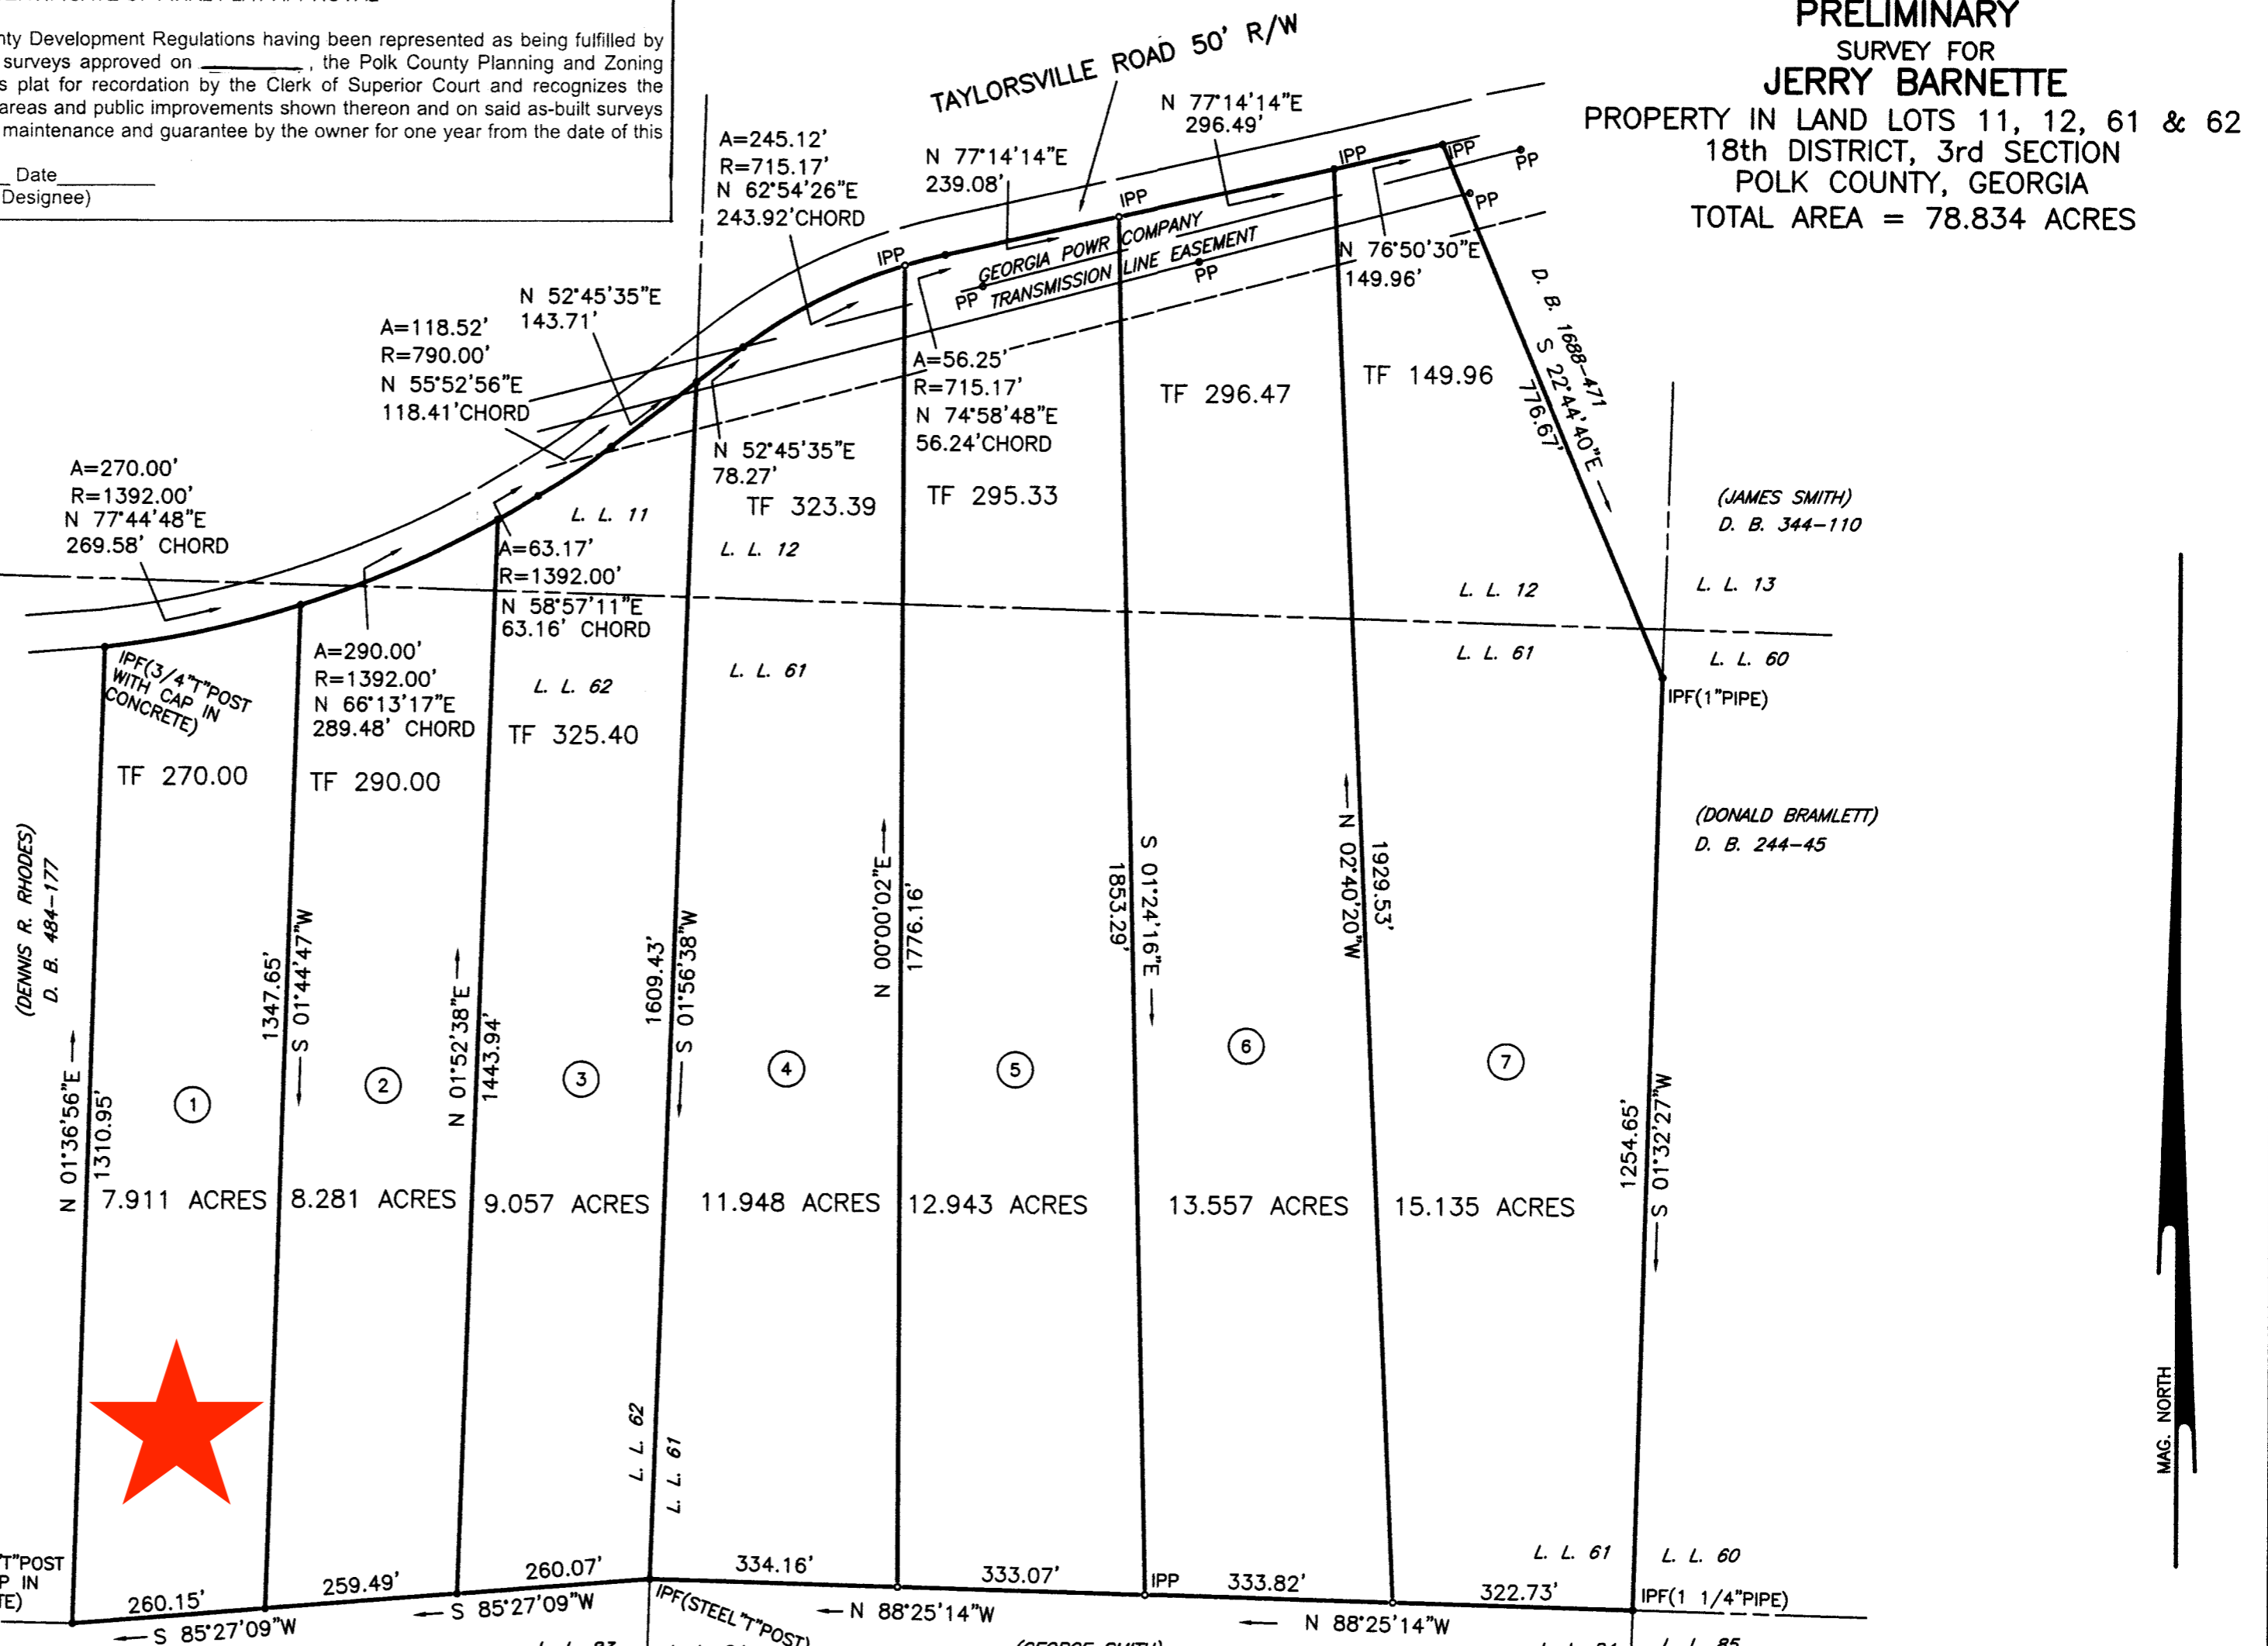 nty Development Regulations having been represented as being fulfilled by
surveys approved on ________, the Polk County Planning and Zoning
s plat for recordation by the Clerk of Superior Court and recognizes the
areas and public improvements shown thereon and on said as-built surveys
maintenance and guarantee by the owner for one year from the date of this
Date________
Designee)
PRELIMINARY
SURVEY FOR
JERRY BARNETTE
PROPERTY IN LAND LOTS 11, 12, 61 & 62
18th DISTRICT, 3rd SECTION
POLK COUNTY, GEORGIA
TOTAL AREA = 78.834 ACRES
TAYLORSVILLE ROAD 50' R/W
N 77°14'14"E
296.49'
A=245.12'
R=715.17'
N 62°54'26"E
243.92'CHORD
N 77°14'14"E
239.08'
IPP
IPP
IPP
IPP
PP
PP
GEORGIA POWR COMPANY
TRANSMISSION LINE EASEMENT
PP
PP
N 76°50'30"E
149.96'
D. B. 1688-471
S 22°44'40"E
776.67'
N 52°45'35"E
143.71'
A=118.52'
R=790.00'
N 55°52'56"E
118.41'CHORD
A=56.25'
R=715.17'
N 74°58'48"E
56.24'CHORD
N 52°45'35"E
78.27'
A=270.00'
R=1392.00'
N 77°44'48"E
269.58' CHORD
TF 296.47
TF 149.96
TF 323.39
TF 295.33
L. L. 11
L. L. 12
A=63.17'
R=1392.00'
N 58°57'11"E
63.16' CHORD
(JAMES SMITH)
D. B. 344-110
L. L. 12
L. L. 13
L. L. 61
L. L. 60
IPF(1"PIPE)
IPF(3/4"T"POST
WITH CAP IN
CONCRETE)
A=290.00'
R=1392.00'
N 66°13'17"E
289.48' CHORD
L. L. 62
L. L. 61
TF 270.00
TF 290.00
TF 325.40
(DONALD BRAMLETT)
D. B. 244-45
(DENNIS R. RHODES)
D. B. 484-177
N 01°36'56"E
1310.95'
1347.65'
S 01°44'47"W
N 01°52'38"E
1443.94'
1609.43'
S 01°56'38"W
N 00°00'02"E
1776.16'
1853.29'
S 01°24'16"E
N 02°40'20"W
1929.53'
1254.65'
S 01°32'27"W
1
2
3
4
5
6
7
7.911 ACRES
8.281 ACRES
9.057 ACRES
11.948 ACRES
12.943 ACRES
13.557 ACRES
15.135 ACRES
L. L. 62
L. L. 61
MAG. NORTH
"T"POST
P IN
TE)
260.15'
259.49'
260.07'
334.16'
333.07'
333.82'
322.73'
IPP
L. L. 61
L. L. 60
IPF(1 1/4"PIPE)
S 85°27'09"W
S 85°27'09"W
IPF(STEEL"T"POST)
N 88°25'14"W
N 88°25'14"W